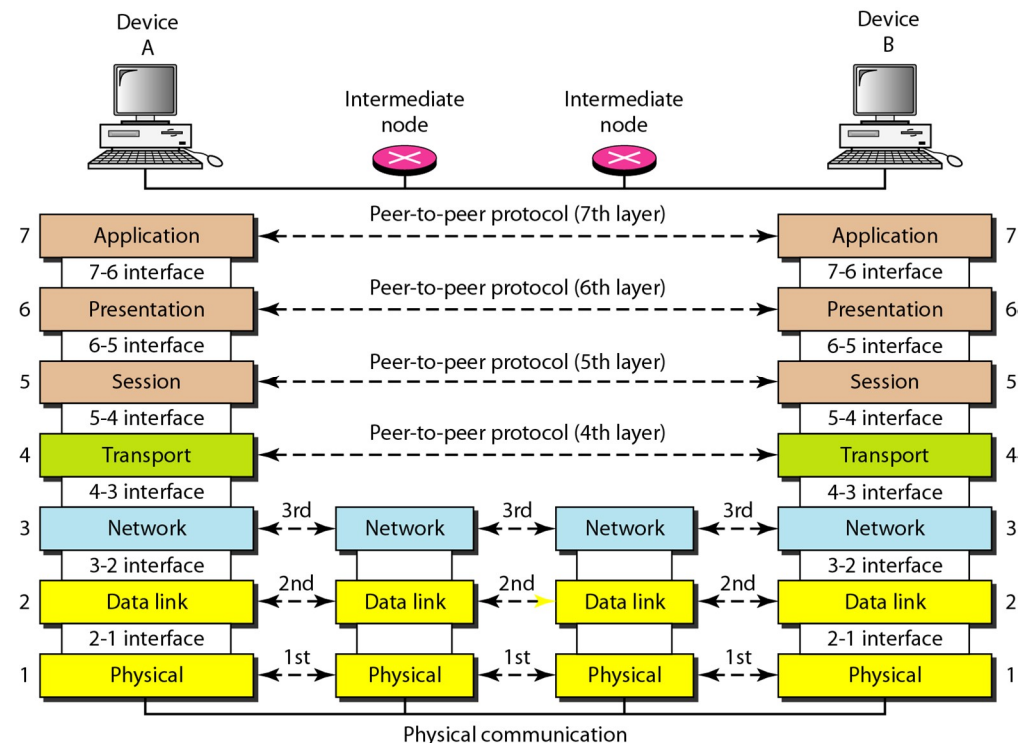 Device
A
Device
B
Intermediate
node
Intermediate
node
Peer-to-peer protocol (7th layer)
7 Application Application 7
7-6 interface 7-6 interface
Peer-to-peer protocol (6th layer)
6 Presentation Presentation 6
6-5 interface 6-5 interface
Peer-to-peer protocol (5th layer)
5 Session Session 5
5-4 interface 5-4 interface
Peer-to-peer protocol (4th layer)
4 Transport Transport 4
4-3 interface 4-3 interface
3rd 3rd 3rd
3 Network Network Network Network 3
3-2 interface 3-2 interface
2nd 2nd 2nd
2 Data link Data link Data link Data link 2
2-1 interface 2-1 interface
1st 1st 1st
1 Physical Physical Physical Physical 1
Physical communication